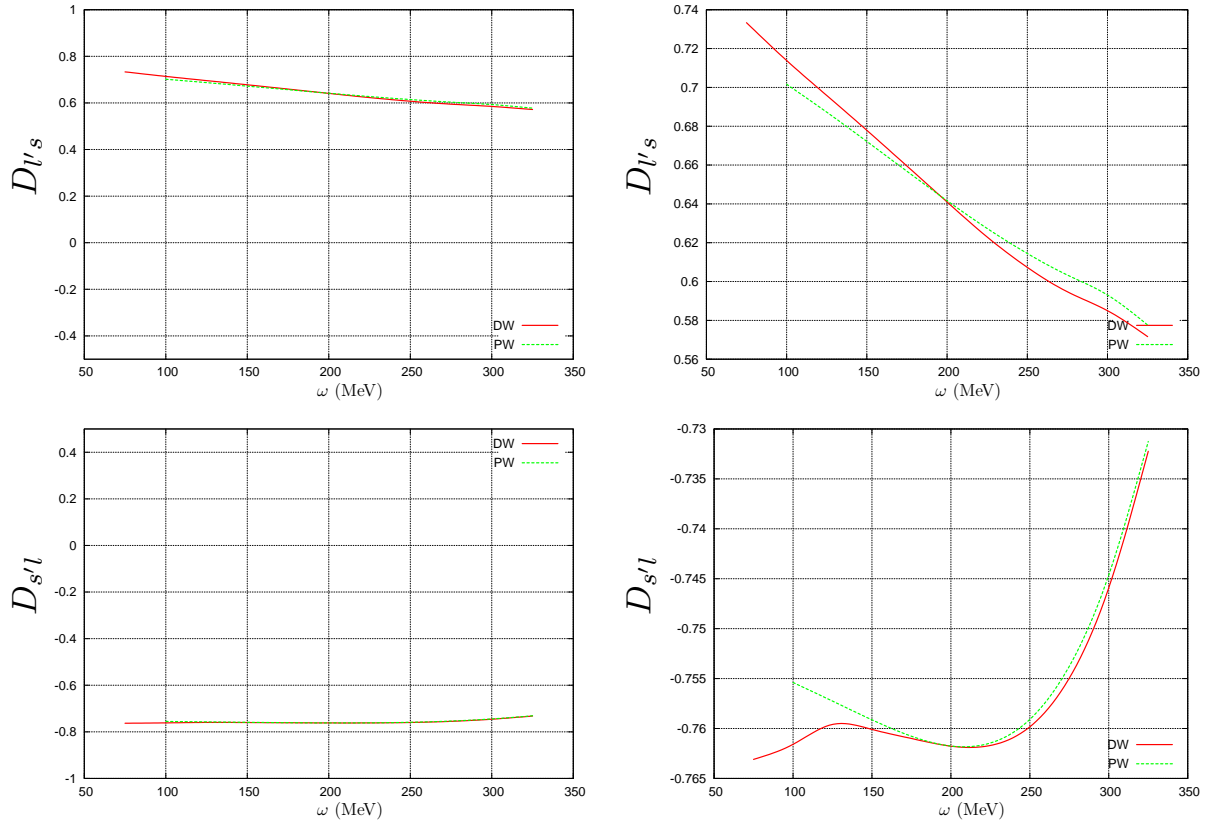 1
0.8
0.6
0.4
0.2
0
-0.2
-0.4
50 100 150 200 250 300 350
ω (MeV)
D_{l's}
DW
PW
0.74
0.72
0.7
0.68
0.66
0.64
0.62
0.6
0.58
0.56
50 100 150 200 250 300 350
ω (MeV)
D_{l's}
DW
PW
0.4
0.2
0
-0.2
-0.4
-0.6
-0.8
-1
50 100 150 200 250 300 350
ω (MeV)
D_{s'l}
DW
PW
-0.73
-0.735
-0.74
-0.745
-0.75
-0.755
-0.76
-0.765
50 100 150 200 250 300 350
ω (MeV)
D_{s'l}
DW
PW